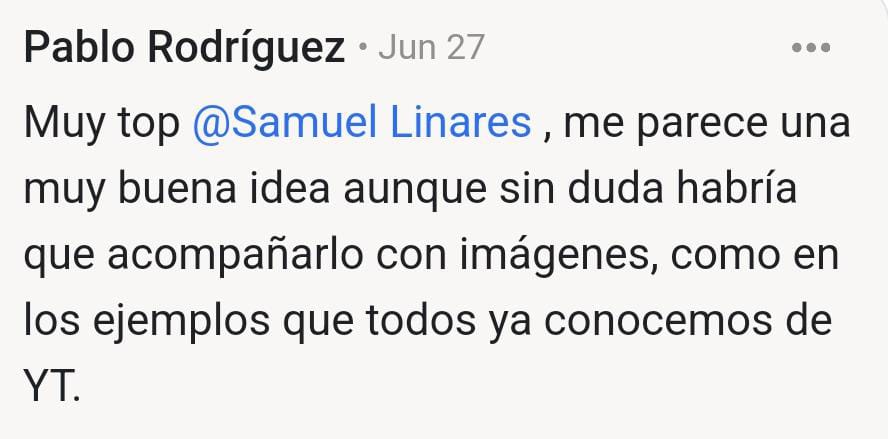 Pablo Rodríguez • Jun 27 •••
Muy top @Samuel Linares , me parece una
muy buena idea aunque sin duda habría
que acompañarlo con imágenes, como en
los ejemplos que todos ya conocemos de
YT.